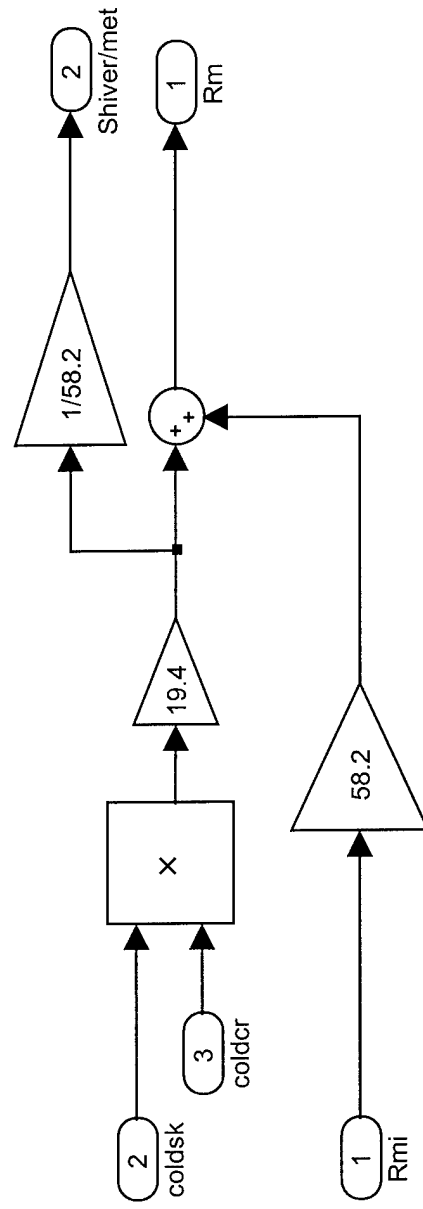 2
coldsk
3
coldcr
×
19.4
1/58.2
2
Shiver/met
+
+
1
Rm
1
Rmi
58.2